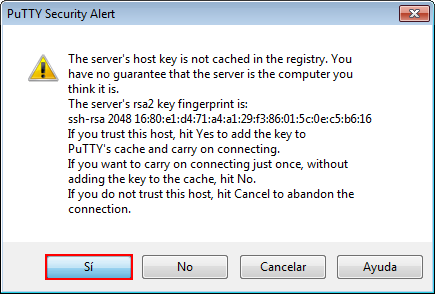 PuTTY Security Alert
The server's host key is not cached in the registry. You
have no guarantee that the server is the computer you
think it is.
The server's rsa2 key fingerprint is:
ssh-rsa 2048 16:80:e1:d4:71:a4:a1:29:f3:86:01:5c:0e:c5:b6:16
If you trust this host, hit Yes to add the key to
PuTTY's cache and carry on connecting.
If you want to carry on connecting just once, without
adding the key to the cache, hit No.
If you do not trust this host, hit Cancel to abandon the
connection.
Sí No Cancelar Ayuda